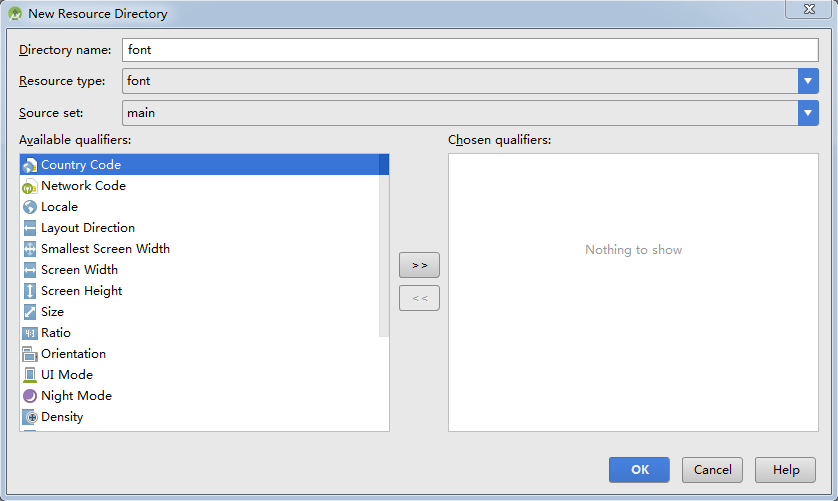 New Resource Directory
Directory name: font
Resource type: font
Source set: main
Available qualifiers:
Chosen qualifiers:
Country Code
Network Code
Locale
Layout Direction
Smallest Screen Width
Screen Width
Screen Height
Size
Ratio
Orientation
UI Mode
Night Mode
Density
>>
<<
Nothing to show
OK
Cancel
Help